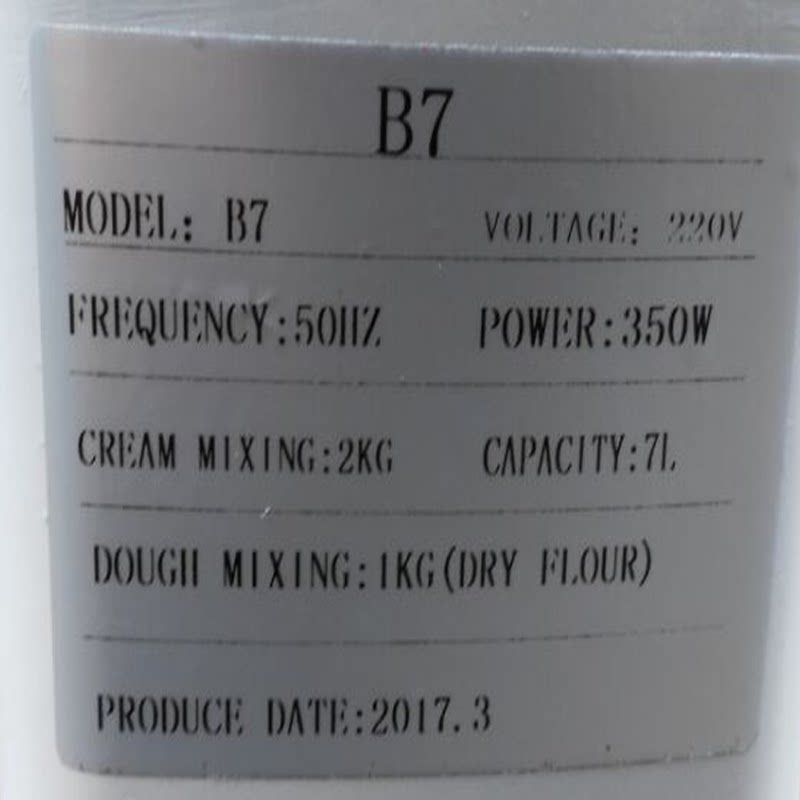 B7
MODEL: B7 VOLTAGE: 220V
FREQUENCY:50HZ POWER:350W
CREAM MIXING:2KG CAPACITY:7L
DOUGH MIXING:1KG(DRY FLOUR)
PRODUCE DATE:2017.3